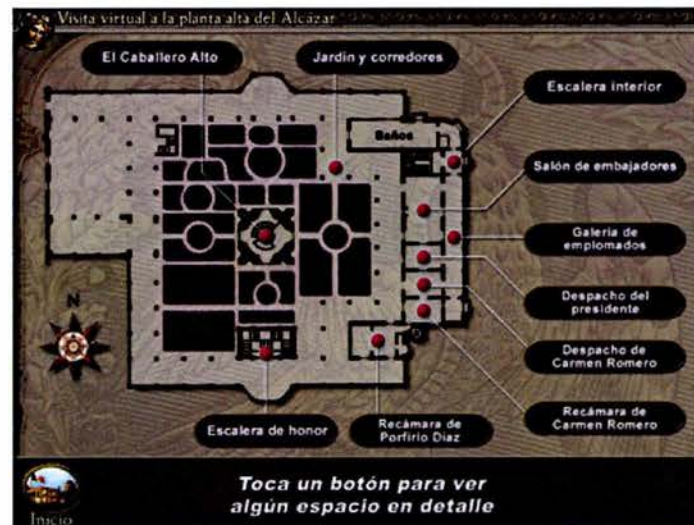 Visita virtual a la planta alta del Alcázar
El Caballero Alto
Jardín y corredores
Escalera interior
Baños
Salón de embajadores
Galería de
emplomados
Despacho del
presidente
N
Despacho de
Carmen Romero
Escalera de honor
Recámara de
Porfirio Díaz
Recámara de
Carmen Romero
Toca un botón para ver
algún espacio en detalle
Inicio